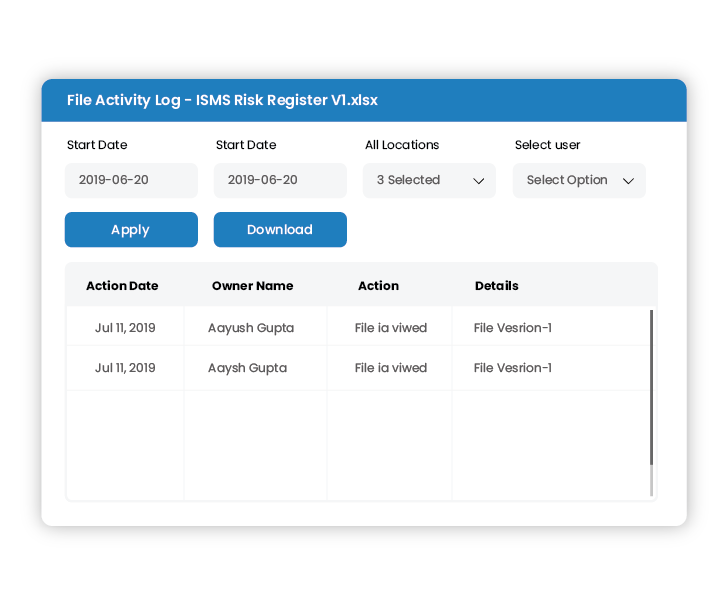 File Activity Log - ISMS Risk Register V1.xlsx
Start Date Start Date All Locations Select user
2019-06-20 2019-06-20 3 Selected Select Option
Apply Download
Action Date Owner Name Action Details
Jul 11, 2019 Aayush Gupta File ia viwed File Vesrion-1
Jul 11, 2019 Aaysh Gupta File ia viwed File Vesrion-1